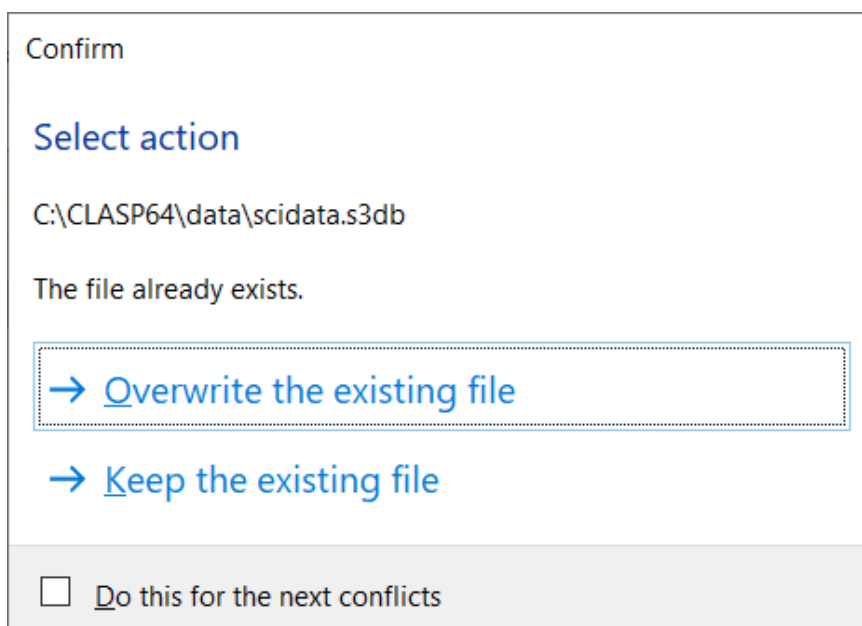 Confirm
Select action
C:\CLASP64\data\scidata.s3db
The file already exists.
→ Overwrite the existing file
→ Keep the existing file
Do this for the next conflicts